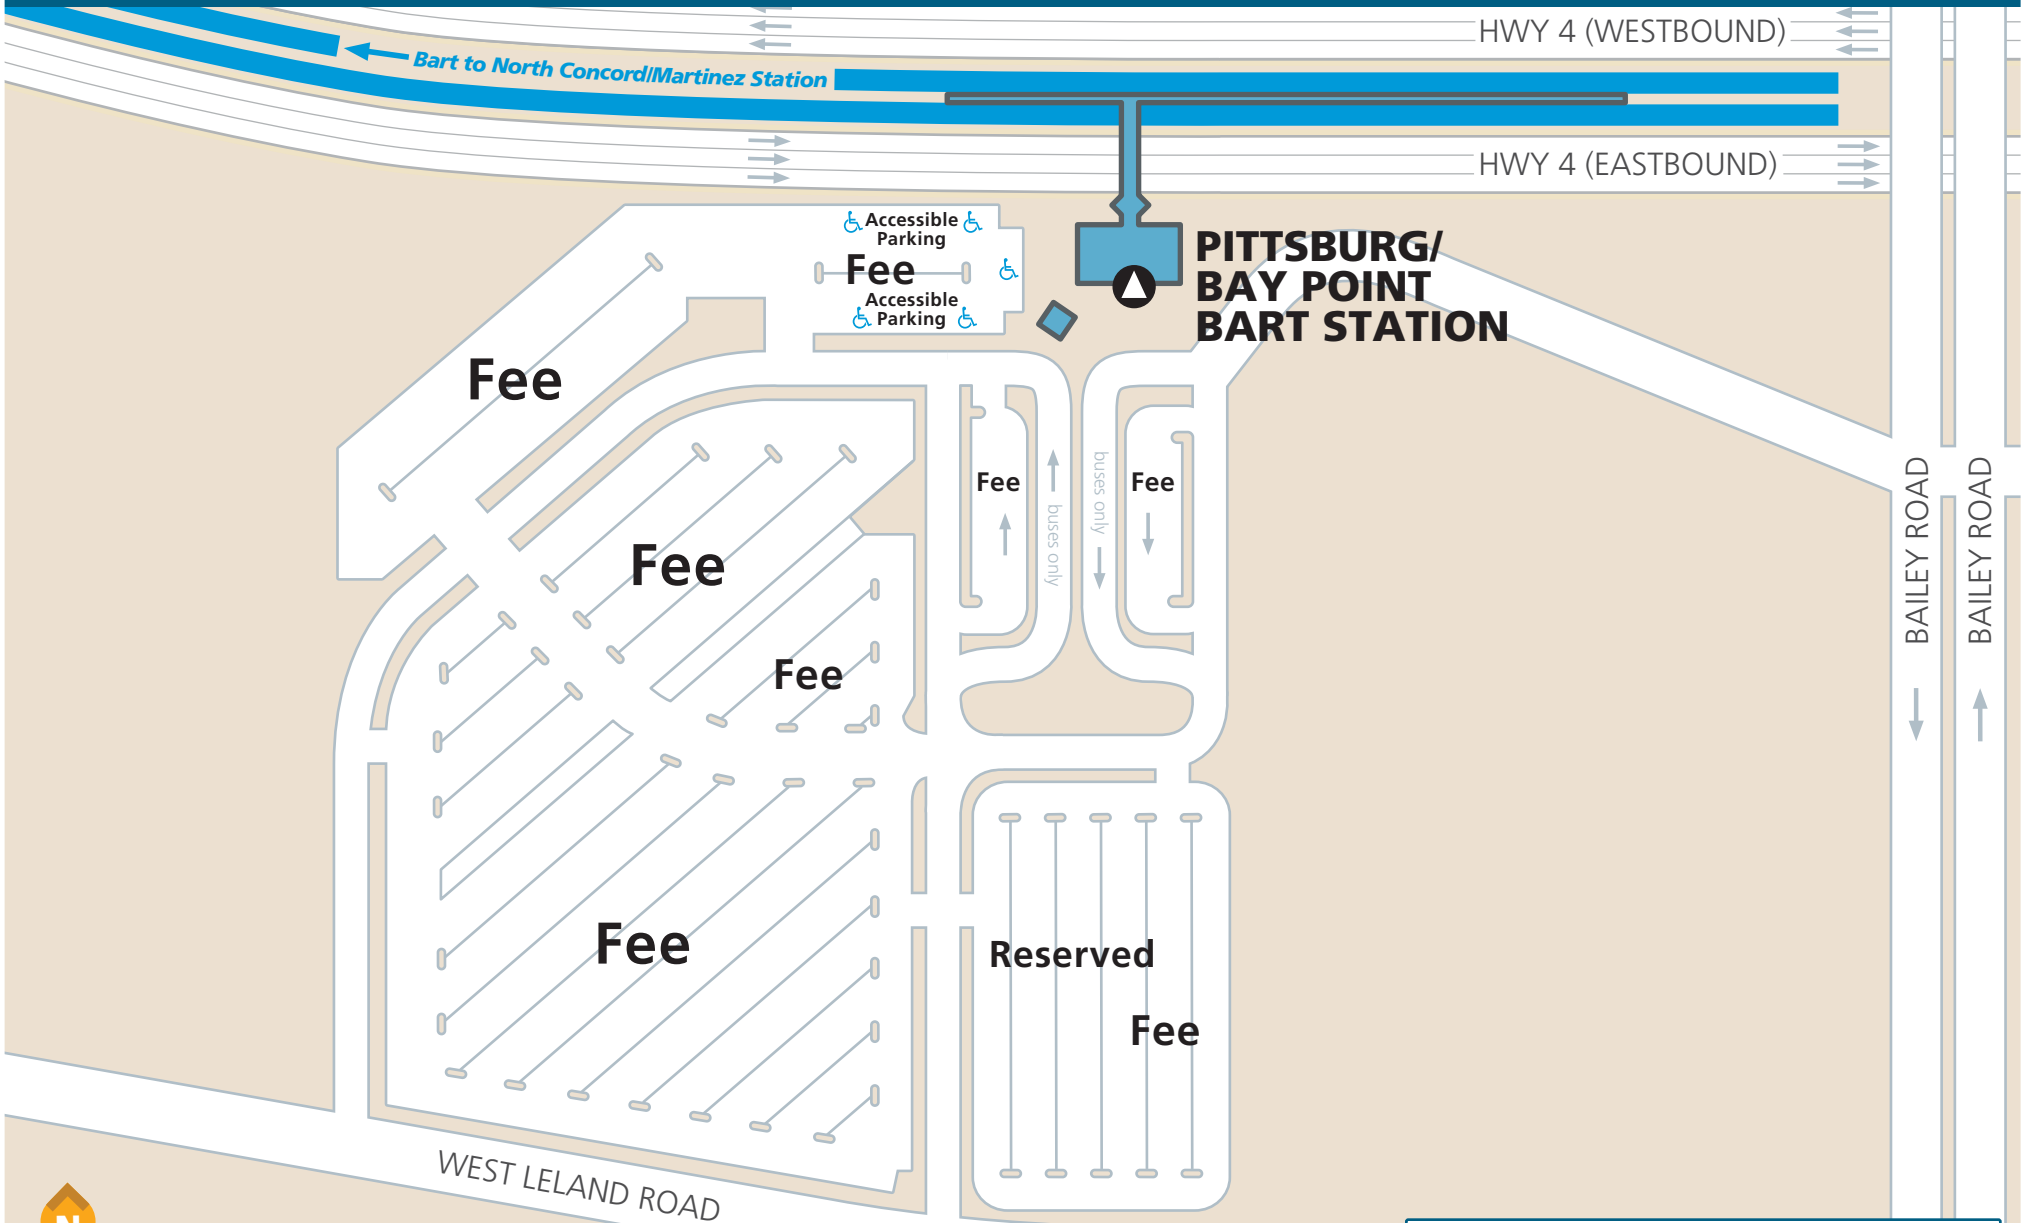 HWY 4 (WESTBOUND)
Bart to North Concord/Martinez Station
HWY 4 (EASTBOUND)
Accessible
Parking
Fee
Accessible
Parking
PITTSBURG/
BAY POINT
BART STATION
Fee
Fee
Fee
buses only
buses only
Fee
Fee
Fee
BAILEY ROAD
BAILEY ROAD
Fee
Reserved
Fee
WEST LELAND ROAD
N